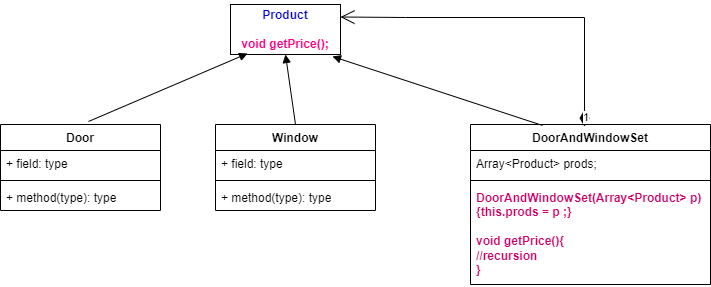 Product
void getPrice();
1
Door
+ field: type
+ method(type): type
Window
+ field: type
+ method(type): type
DoorAndWindowSet
Array<Product> prods;
DoorAndWindowSet(Array<Product> p)
{this.prods = p ;}
void getPrice(){
//recursion
}